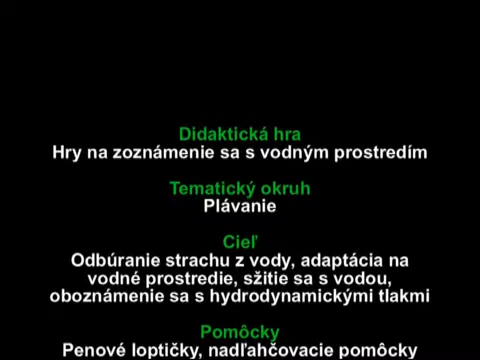 Didaktická hra
Hry na zoznámenie sa s vodným prostredím
Tematický okruh
Plávanie
Cieľ
Odbúranie strachu z vody, adaptácia na
vodné prostredie, sžitie sa s vodou,
oboznámenie sa s hydrodynamickými tlakmi
Pomôcky
Penové loptičky, nadľahčovacie pomôcky